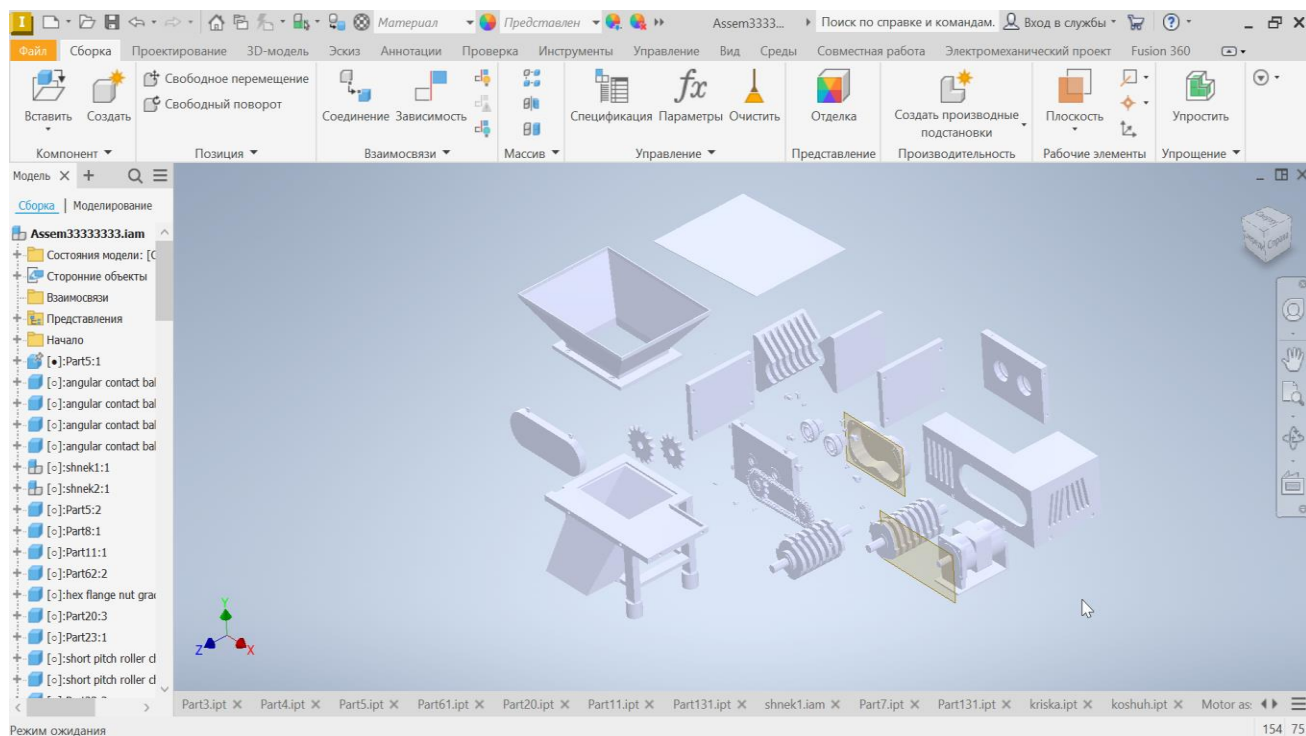 Материал
Представлен
Assem3333...
Поиск по справке и командам.
Вход в службы
Файл Сборка Проектирование 3D-модель Эскиз Аннотации Проверка Инструменты Управление Вид Среды Совместная работа Электромеханический проект Fusion 360
Вставить Создать
Свободное перемещение
Свободный поворот
Соединение Зависимость
Спецификация Параметры Очистить
Отделка
Создать производные подстановки
Плоскость
Упростить
Компонент Позиция Взаимосвязи Массив Управление Представление Производительность Рабочие элементы Упрощение
Модель
Сборка | Моделирование
Assem33333333.iam
Состояния модели: [С
Сторонние объекты
Взаимосвязи
Представления
Начало
[•]:Part5:1
[○]:angular contact bal
[○]:angular contact bal
[○]:angular contact bal
[○]:angular contact bal
[○]:shnek1:1
[○]:shnek2:1
[○]:Part5:2
[○]:Part8:1
[○]:Part11:1
[○]:Part62:2
[○]:hex flange nut grad
[○]:Part20:3
[○]:Part23:1
[○]:short pitch roller cl
[○]:short pitch roller cl
Y
Z
X
Part3.ipt Part4.ipt Part5.ipt Part61.ipt Part20.ipt Part11.ipt Part131.ipt shnek1.iam Part7.ipt Part131.ipt kriska.ipt koshuh.ipt Motor as:
Режим ожидания
154 75